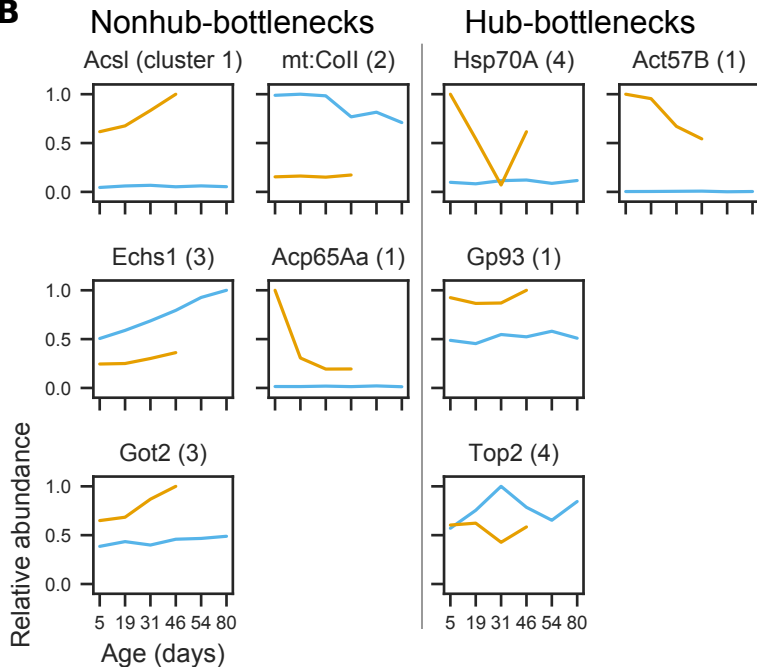 B
Nonhub-bottlenecks Hub-bottlenecks
Acsl (cluster 1) mt:CoII (2) Hsp70A (4) Act57B (1)
1.0
0.5
0.0
Echs1 (3) Acp65Aa (1) Gp93 (1)
1.0
0.5
0.0
Got2 (3) Top2 (4)
1.0
0.5
0.0
5 19 31 46 54 80 5 19 31 46 54 80
Relative abundance
Age (days)